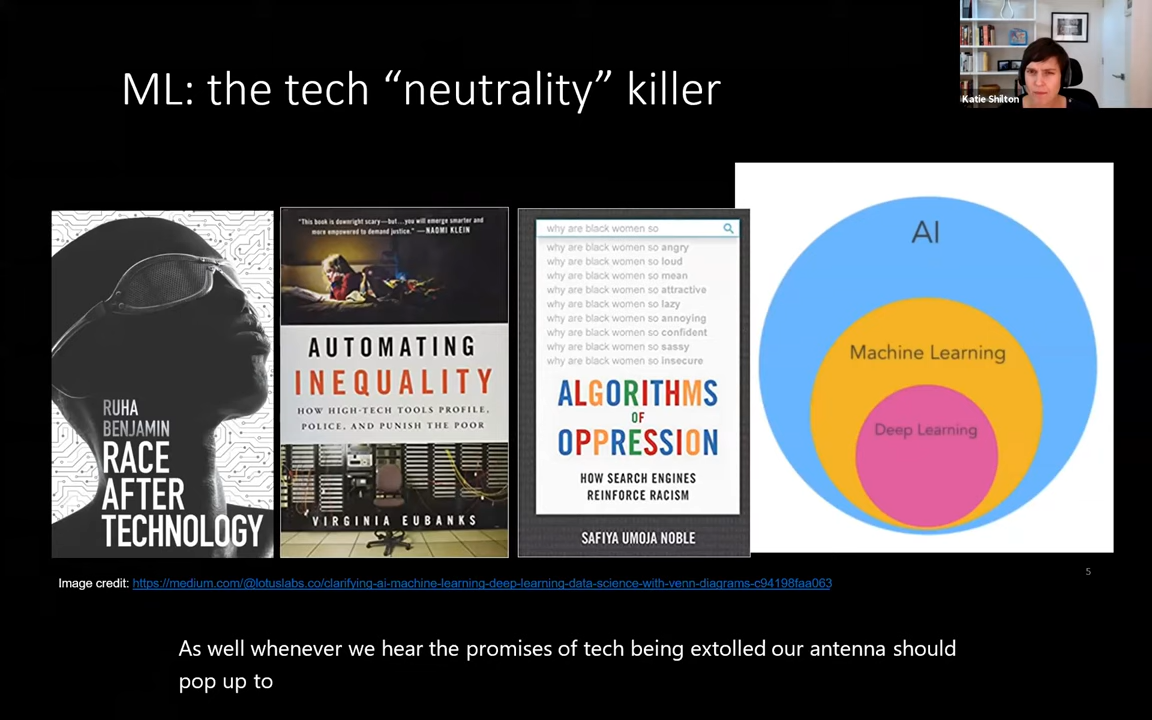 ML: the tech “neutrality” killer
Katie Shilton
RUHA
BENJAMIN
RACE
AFTER
TECHNOLOGY
"This book is downright scary—but...you will emerge smarter and
more empowered to demand justice." —NAOMI KLEIN
AUTOMATING
INEQUALITY
HOW HIGH-TECH TOOLS PROFILE,
POLICE, AND PUNISH THE POOR
VIRGINIA EUBANKS
why are black women so
why are black women so angry
why are black women so loud
why are black women so mean
why are black women so attractive
why are black women so lazy
why are black women so annoying
why are black women so confident
why are black women so sassy
why are black women so insecure
ALGORITHMS
OF
OPPRESSION
HOW SEARCH ENGINES
REINFORCE RACISM
SAFIYA UMOJA NOBLE
AI
Machine Learning
Deep Learning
Image credit: https://medium.com/@lotuslabs.co/clarifying-ai-machine-learning-deep-learning-data-science-with-venn-diagrams-c94198faa063
5
As well whenever we hear the promises of tech being extolled our antenna should
pop up to